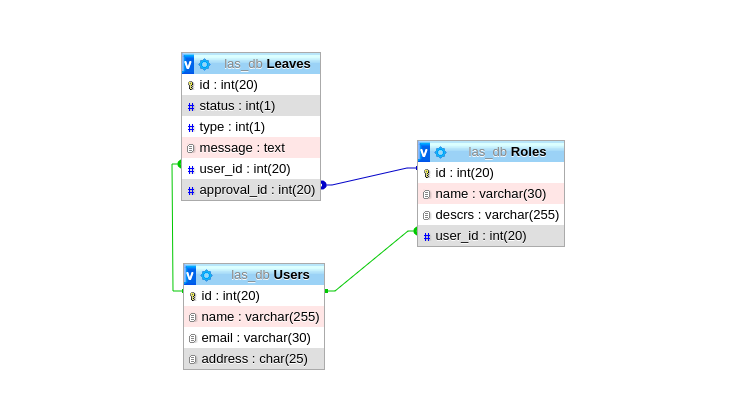 v las_db Leaves
id : int(20)
# status : int(1)
# type : int(1)
message : text
# user_id : int(20)
# approval_id : int(20)
v las_db Roles
id : int(20)
name : varchar(30)
descrs : varchar(255)
# user_id : int(20)
v las_db Users
id : int(20)
name : varchar(255)
email : varchar(30)
address : char(25)